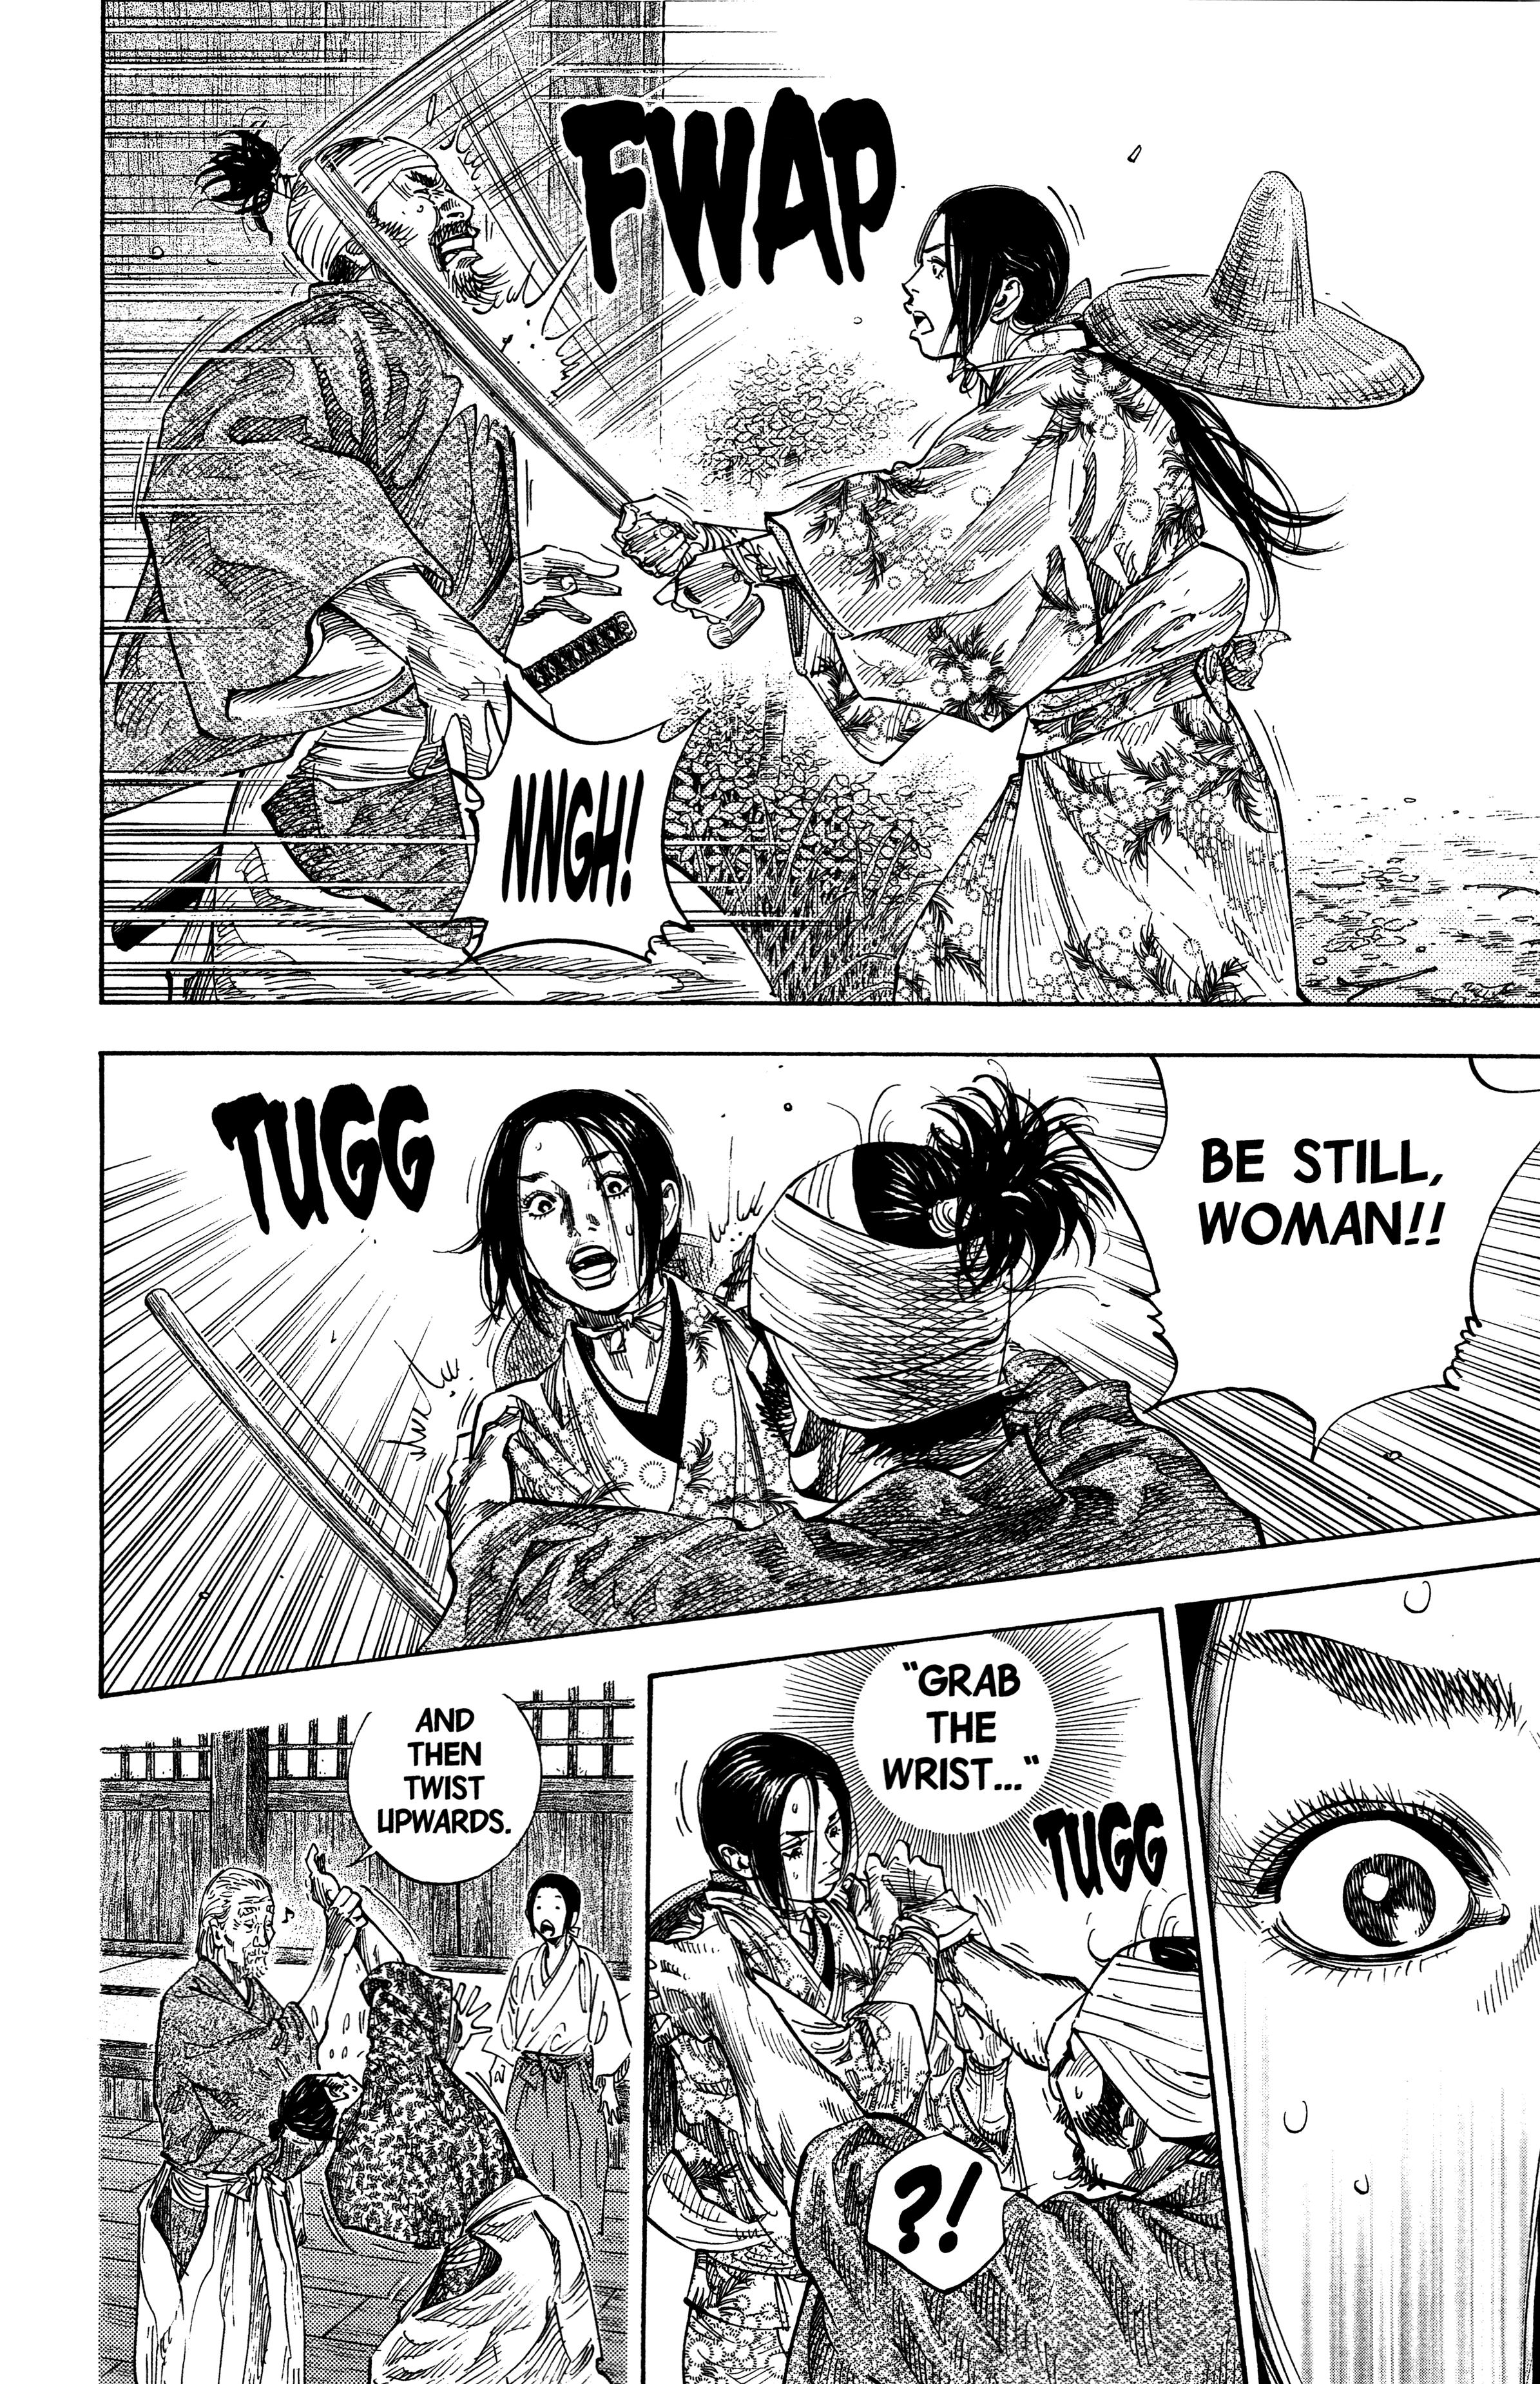 FWAP
NNGH!
BE STILL,
WOMAN!!
TUGG
"GRAB
THE
WRIST..."
TUGG
?!
AND
THEN
TWIST
UPWARDS.